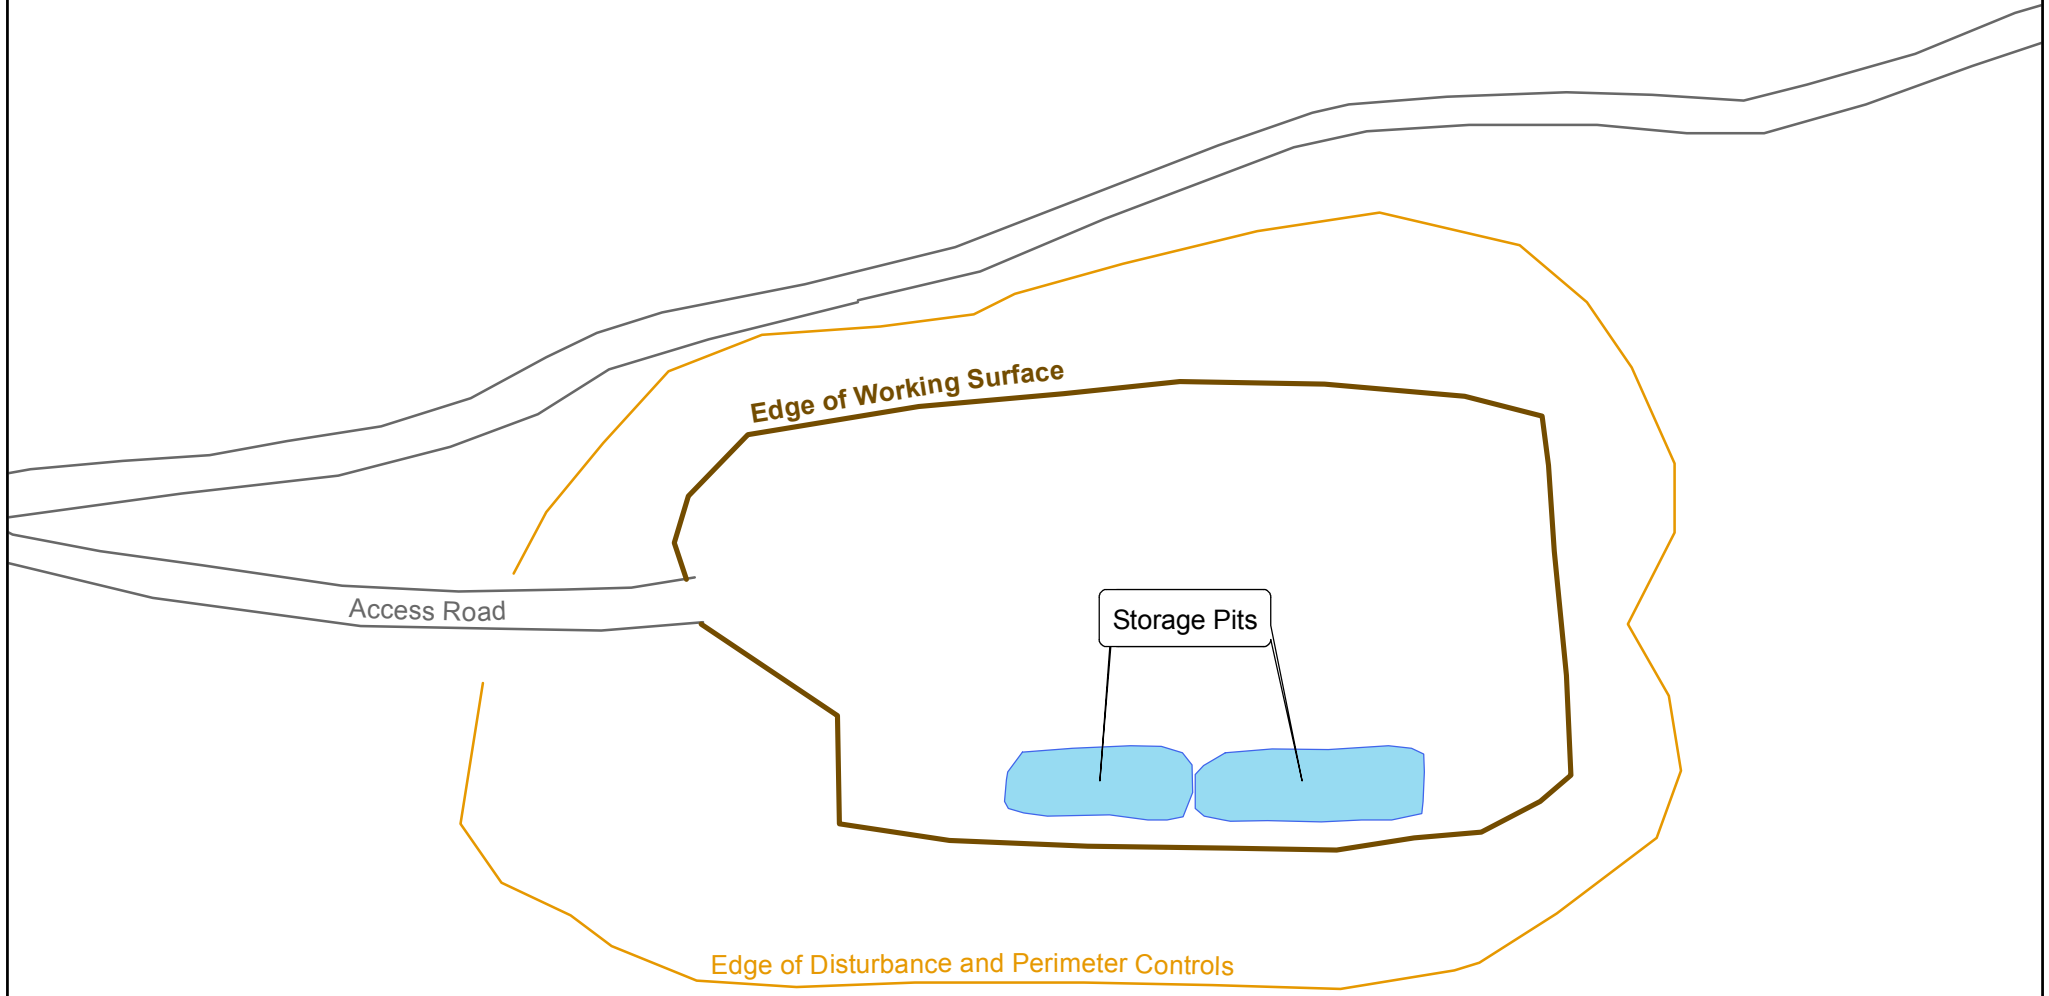 Edge of Working Surface
Access Road
Storage Pits
Edge of Disturbance and Perimeter Controls